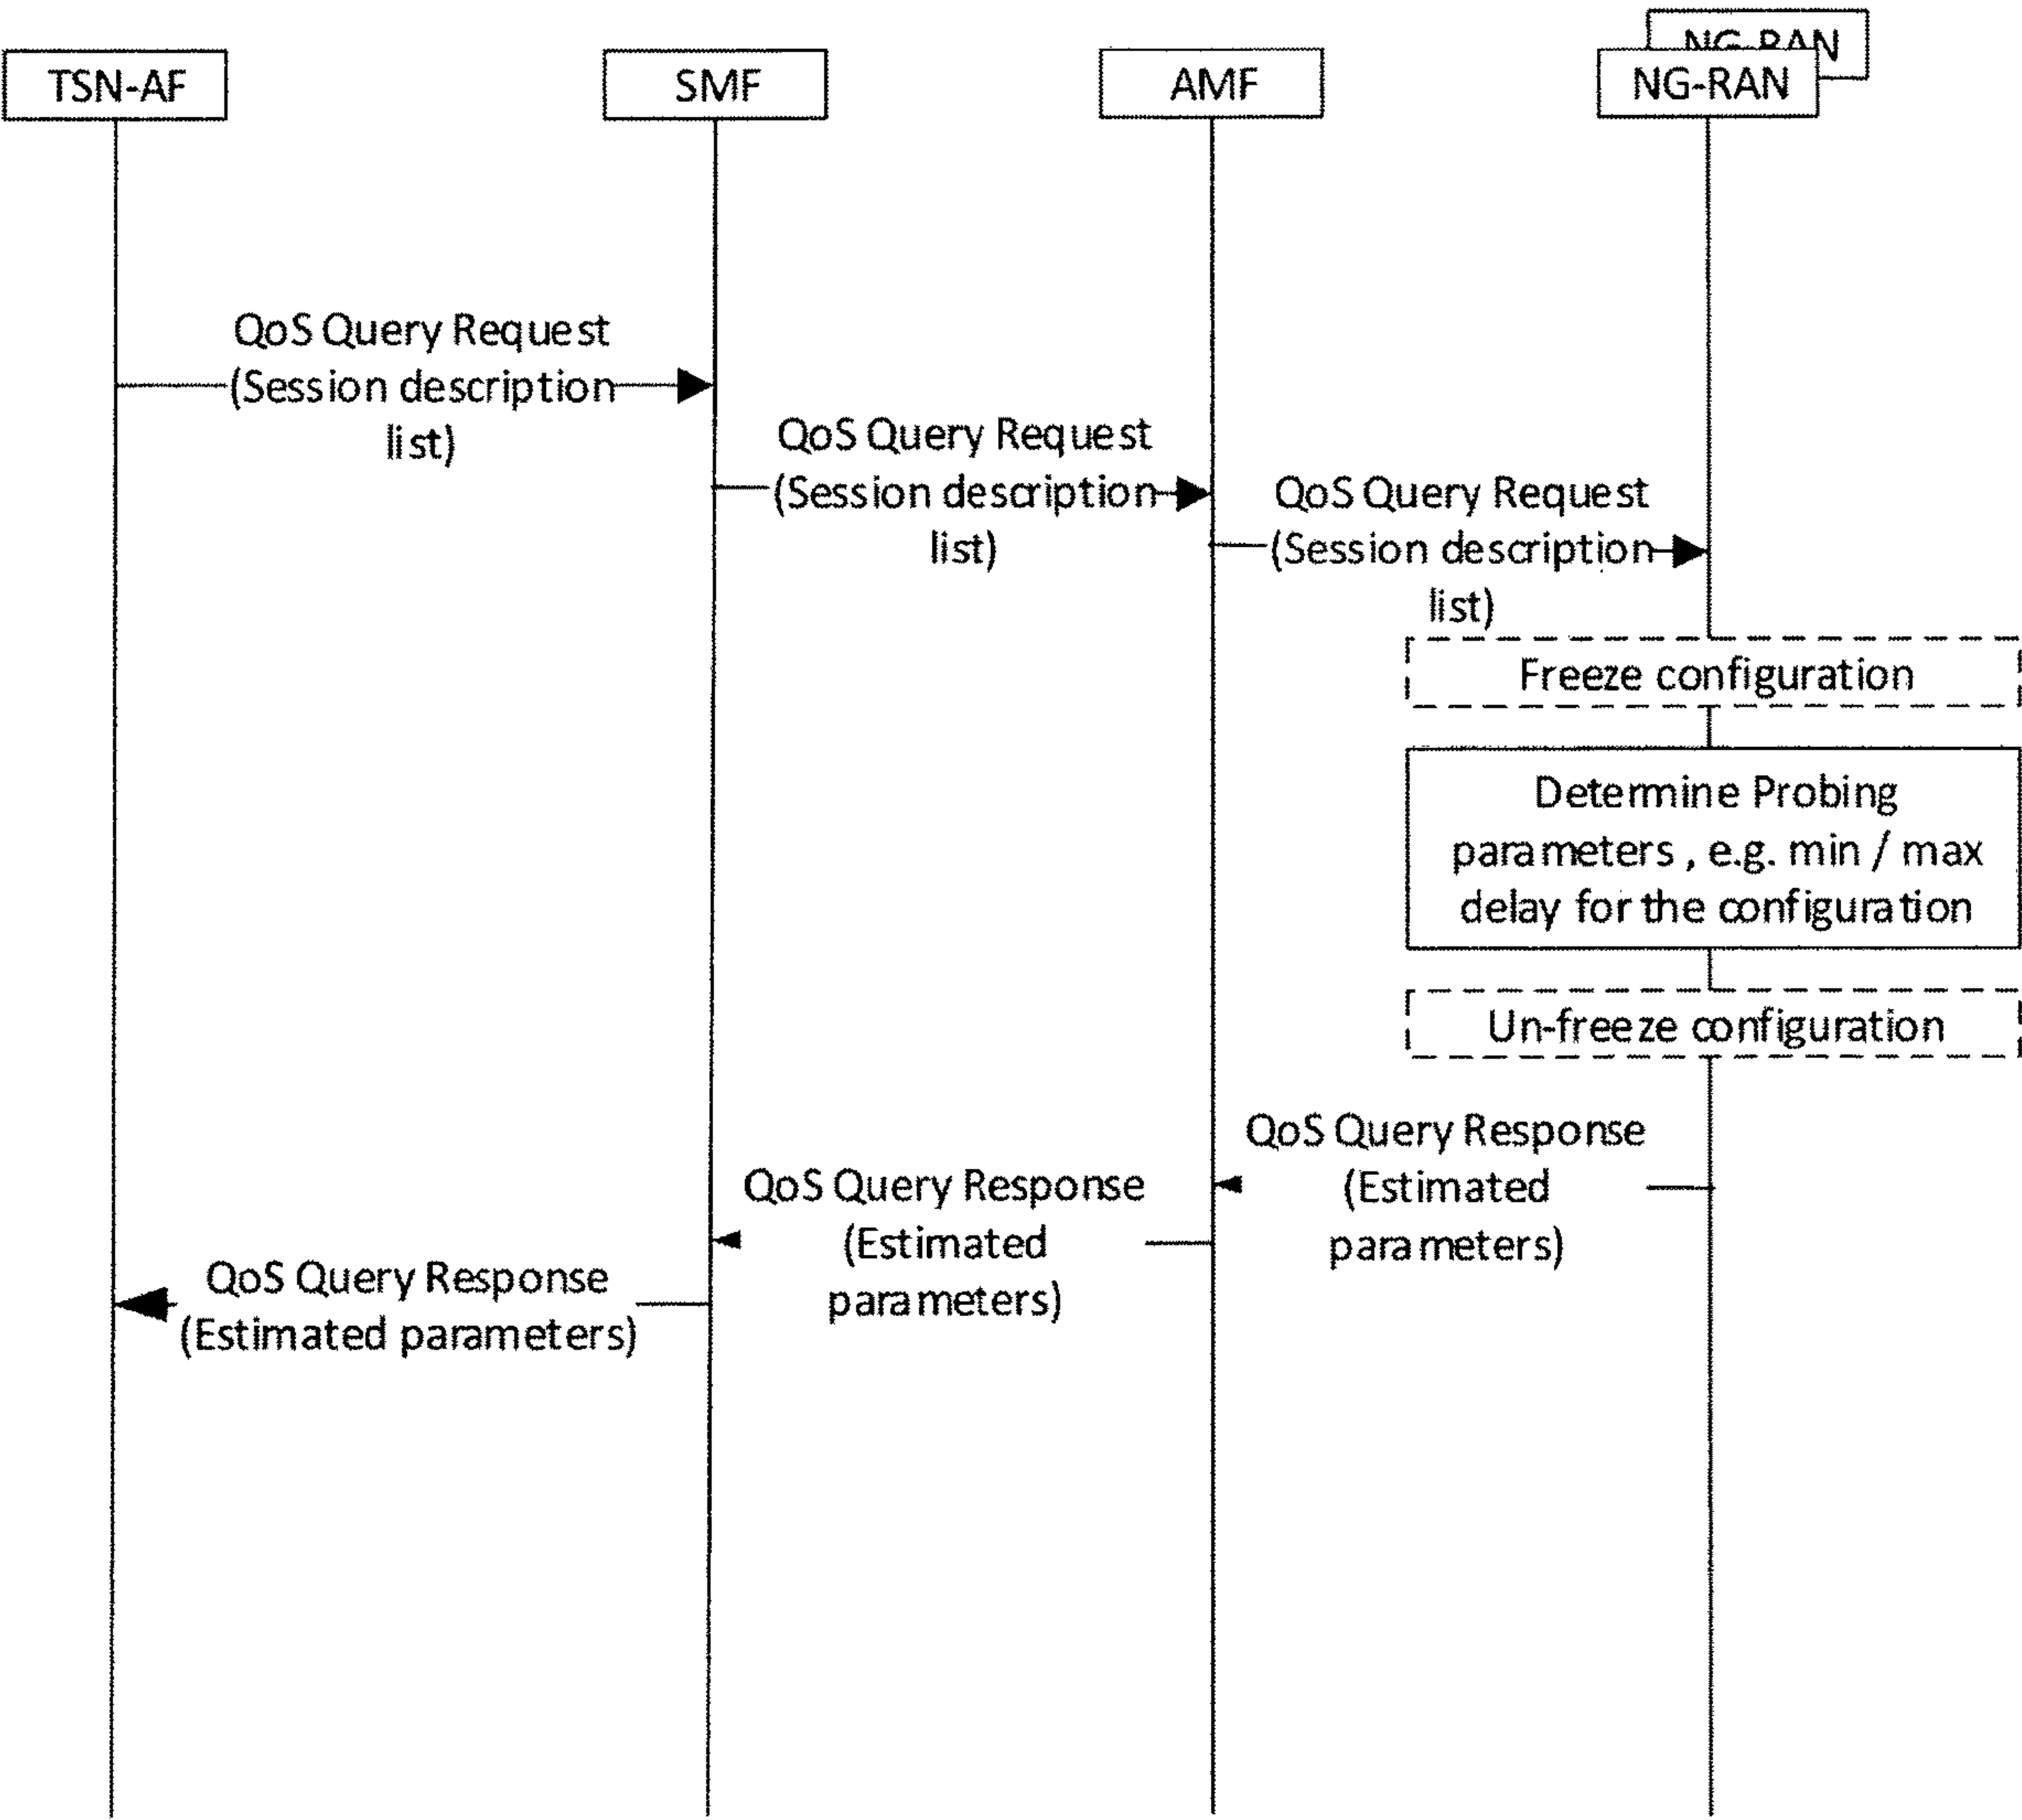 NG-RAN
TSN-AF
SMF
AMF
NG-RAN
QoS Query Request
(Session description
list)
QoS Query Request
(Session description
list)
QoS Query Request
(Session description
list)
Freeze configuration
Determine Probing
parameters , e.g. min / max
delay for the configuration
Un-freeze configuration
QoS Query Response
(Estimated
parameters)
QoS Query Response
(Estimated
parameters)
QoS Query Response
(Estimated parameters)